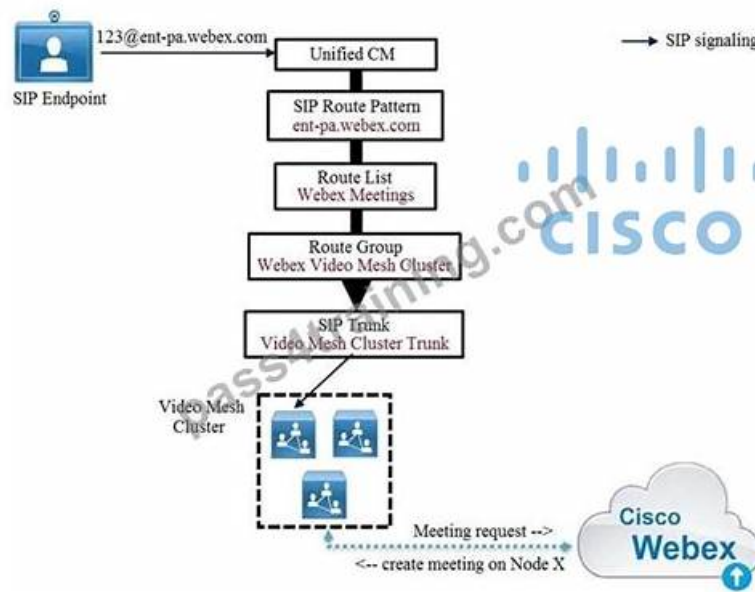 123@ent-pa.webex.com
SIP signaling
Unified CM
SIP Endpoint
SIP Route Pattern
ent-pa.webex.com
Route List
Webex Meetings
CISCO
Route Group
Webex Video Mesh Cluster
SIP Trunk
Video Mesh Cluster Trunk
pass4training.com
Video Mesh
Cluster
Meeting request -->
<-- create meeting on Node X
Cisco
Webex